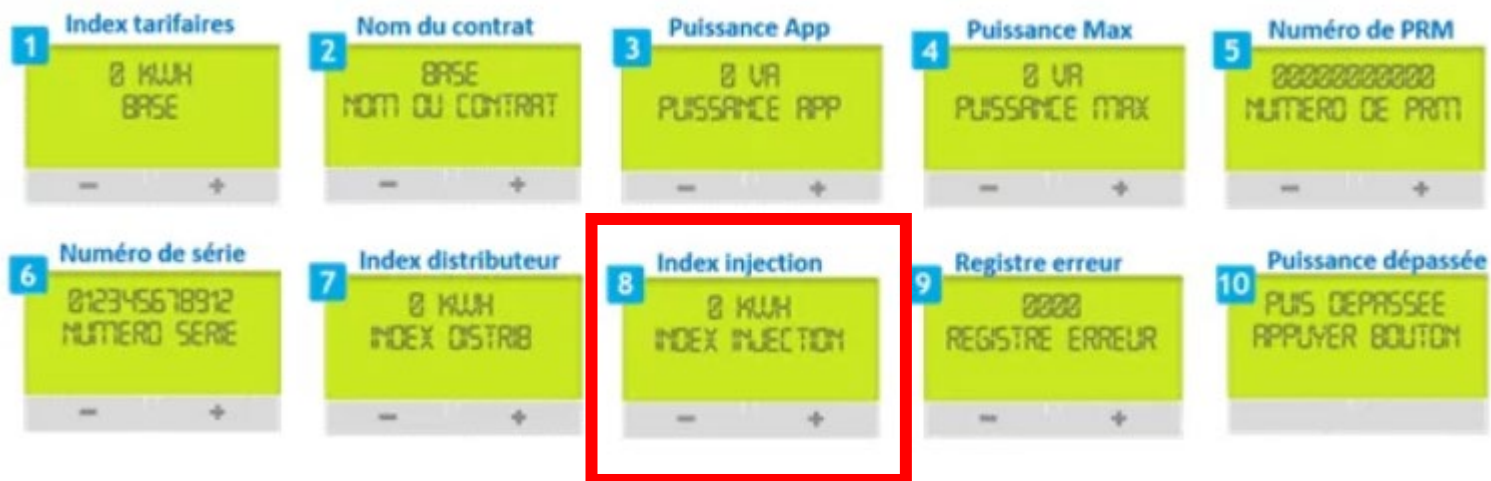 1 Index tarifaires
0 KWH
BASE
- +
2 Nom du contrat
BASE
NOM DU CONTRAT
- +
3 Puissance App
0 VA
PUISSANCE APP
- +
4 Puissance Max
0 VA
PUISSANCE MAX
- +
5 Numéro de PRM
00000000000
NUMERO DE PRM
- +
6 Numéro de série
012345678912
NUMERO SERIE
- +
7 Index distributeur
0 KWH
INDEX DISTRIB
- +
8 Index injection
0 KWH
INDEX INJECTION
- +
9 Registre erreur
0000
REGISTRE ERREUR
- +
10 Puissance dépassée
PUIS DEPASSEE
APPUYER BOUTON